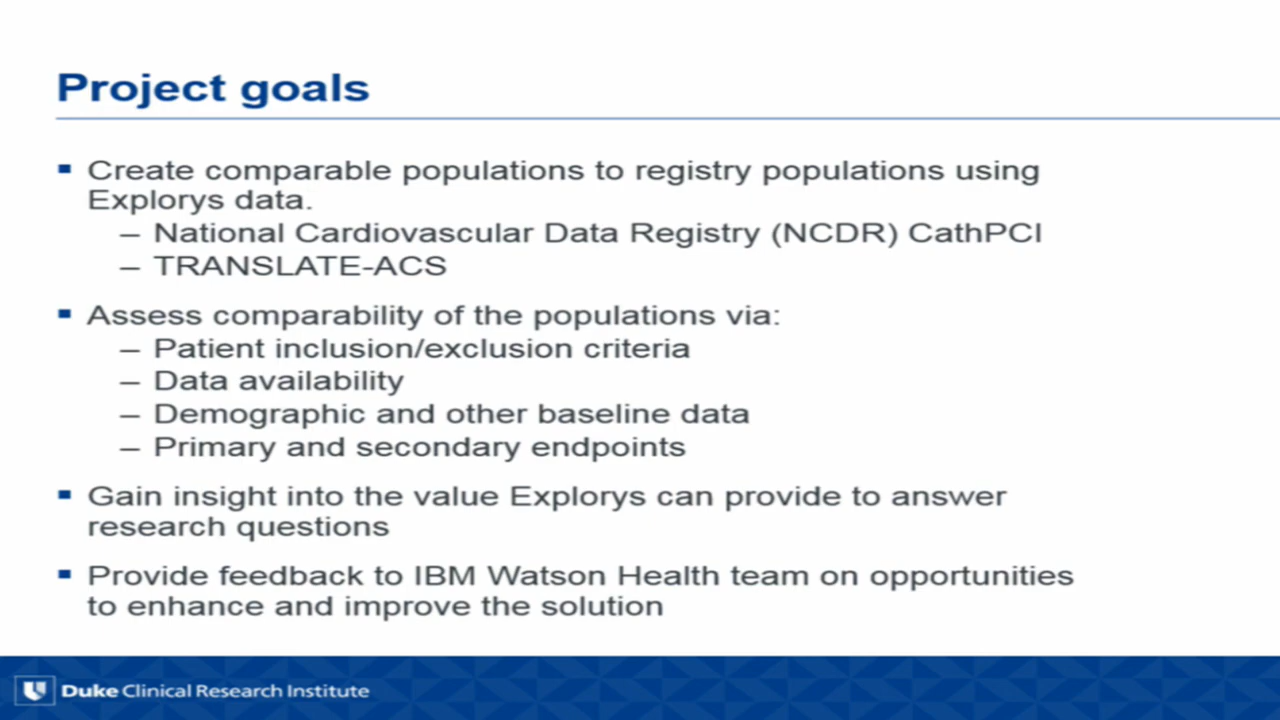 Project goals
▪ Create comparable populations to registry populations using
Explorys data.
– National Cardiovascular Data Registry (NCDR) CathPCI
– TRANSLATE-ACS
▪ Assess comparability of the populations via:
– Patient inclusion/exclusion criteria
– Data availability
– Demographic and other baseline data
– Primary and secondary endpoints
▪ Gain insight into the value Explorys can provide to answer
research questions
▪ Provide feedback to IBM Watson Health team on opportunities
to enhance and improve the solution
Duke Clinical Research Institute